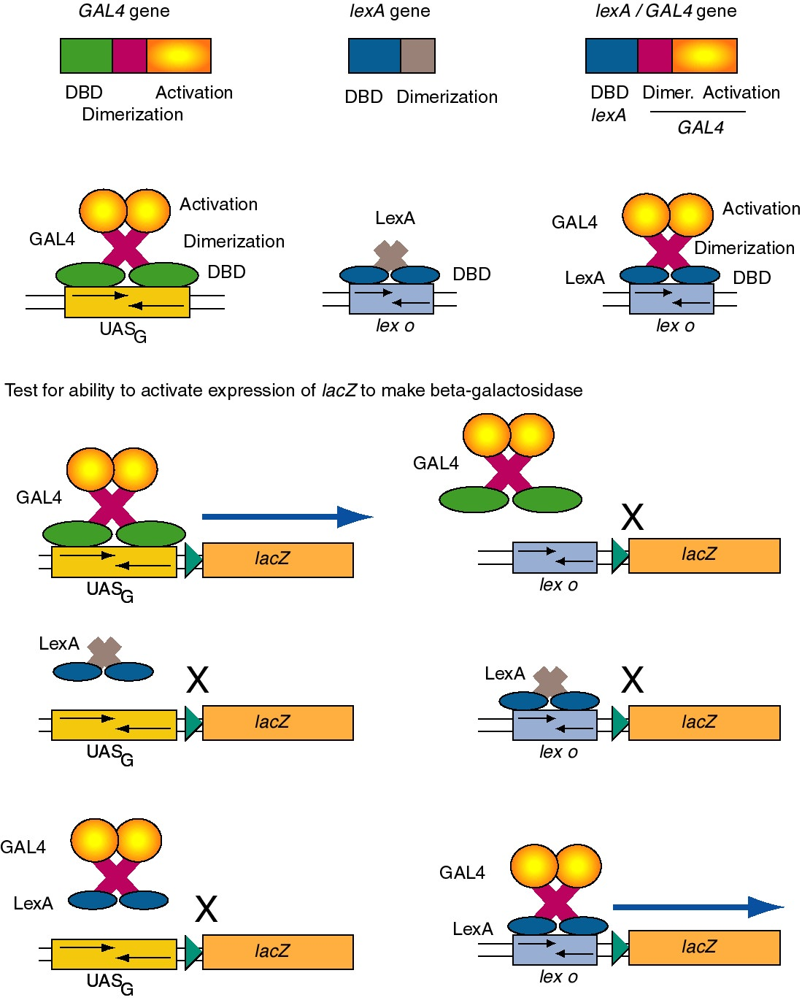 GAL4 gene
lexA gene
lexA / GAL4 gene
DBD
Activation
Dimerization
DBD
Dimerization
DBD Dimer. Activation
lexA
GAL4
Activation
GAL4
Dimerization
DBD
UASG
LexA
DBD
lex o
Activation
GAL4
Dimerization
LexA
DBD
lex o
Test for ability to activate expression of lacZ to make beta-galactosidase
GAL4
lacZ
UASG
GAL4
X
lacZ
lex o
LexA
X
lacZ
UASG
LexA
X
lacZ
lex o
GAL4
LexA
X
lacZ
UASG
GAL4
LexA
lacZ
lex o